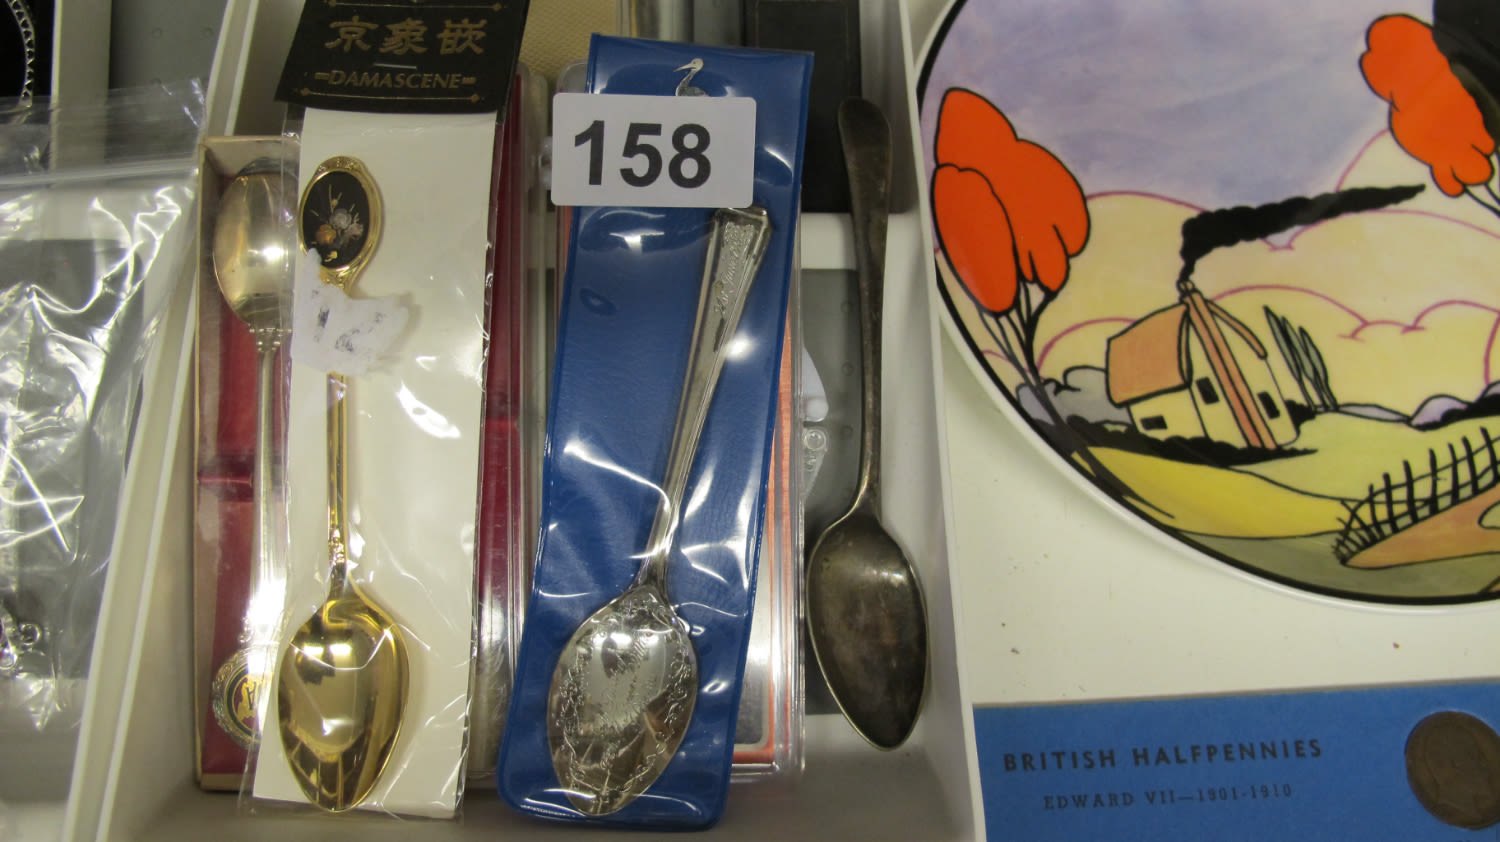 京象嵌
DAMASCENE
158
BRITISH HALFPENNIES
EDWARD VII—1901-1910